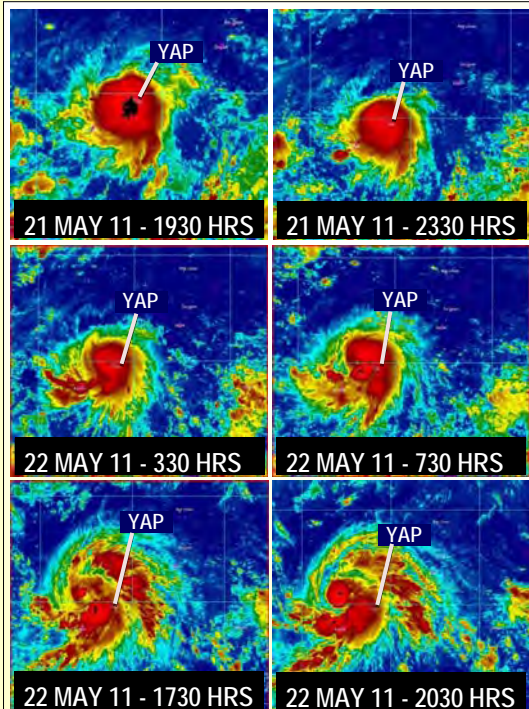 YAP
YAP
21 MAY 11 - 1930 HRS
21 MAY 11 - 2330 HRS
YAP
YAP
22 MAY 11 - 330 HRS
22 MAY 11 - 730 HRS
YAP
YAP
22 MAY 11 - 1730 HRS
22 MAY 11 - 2030 HRS